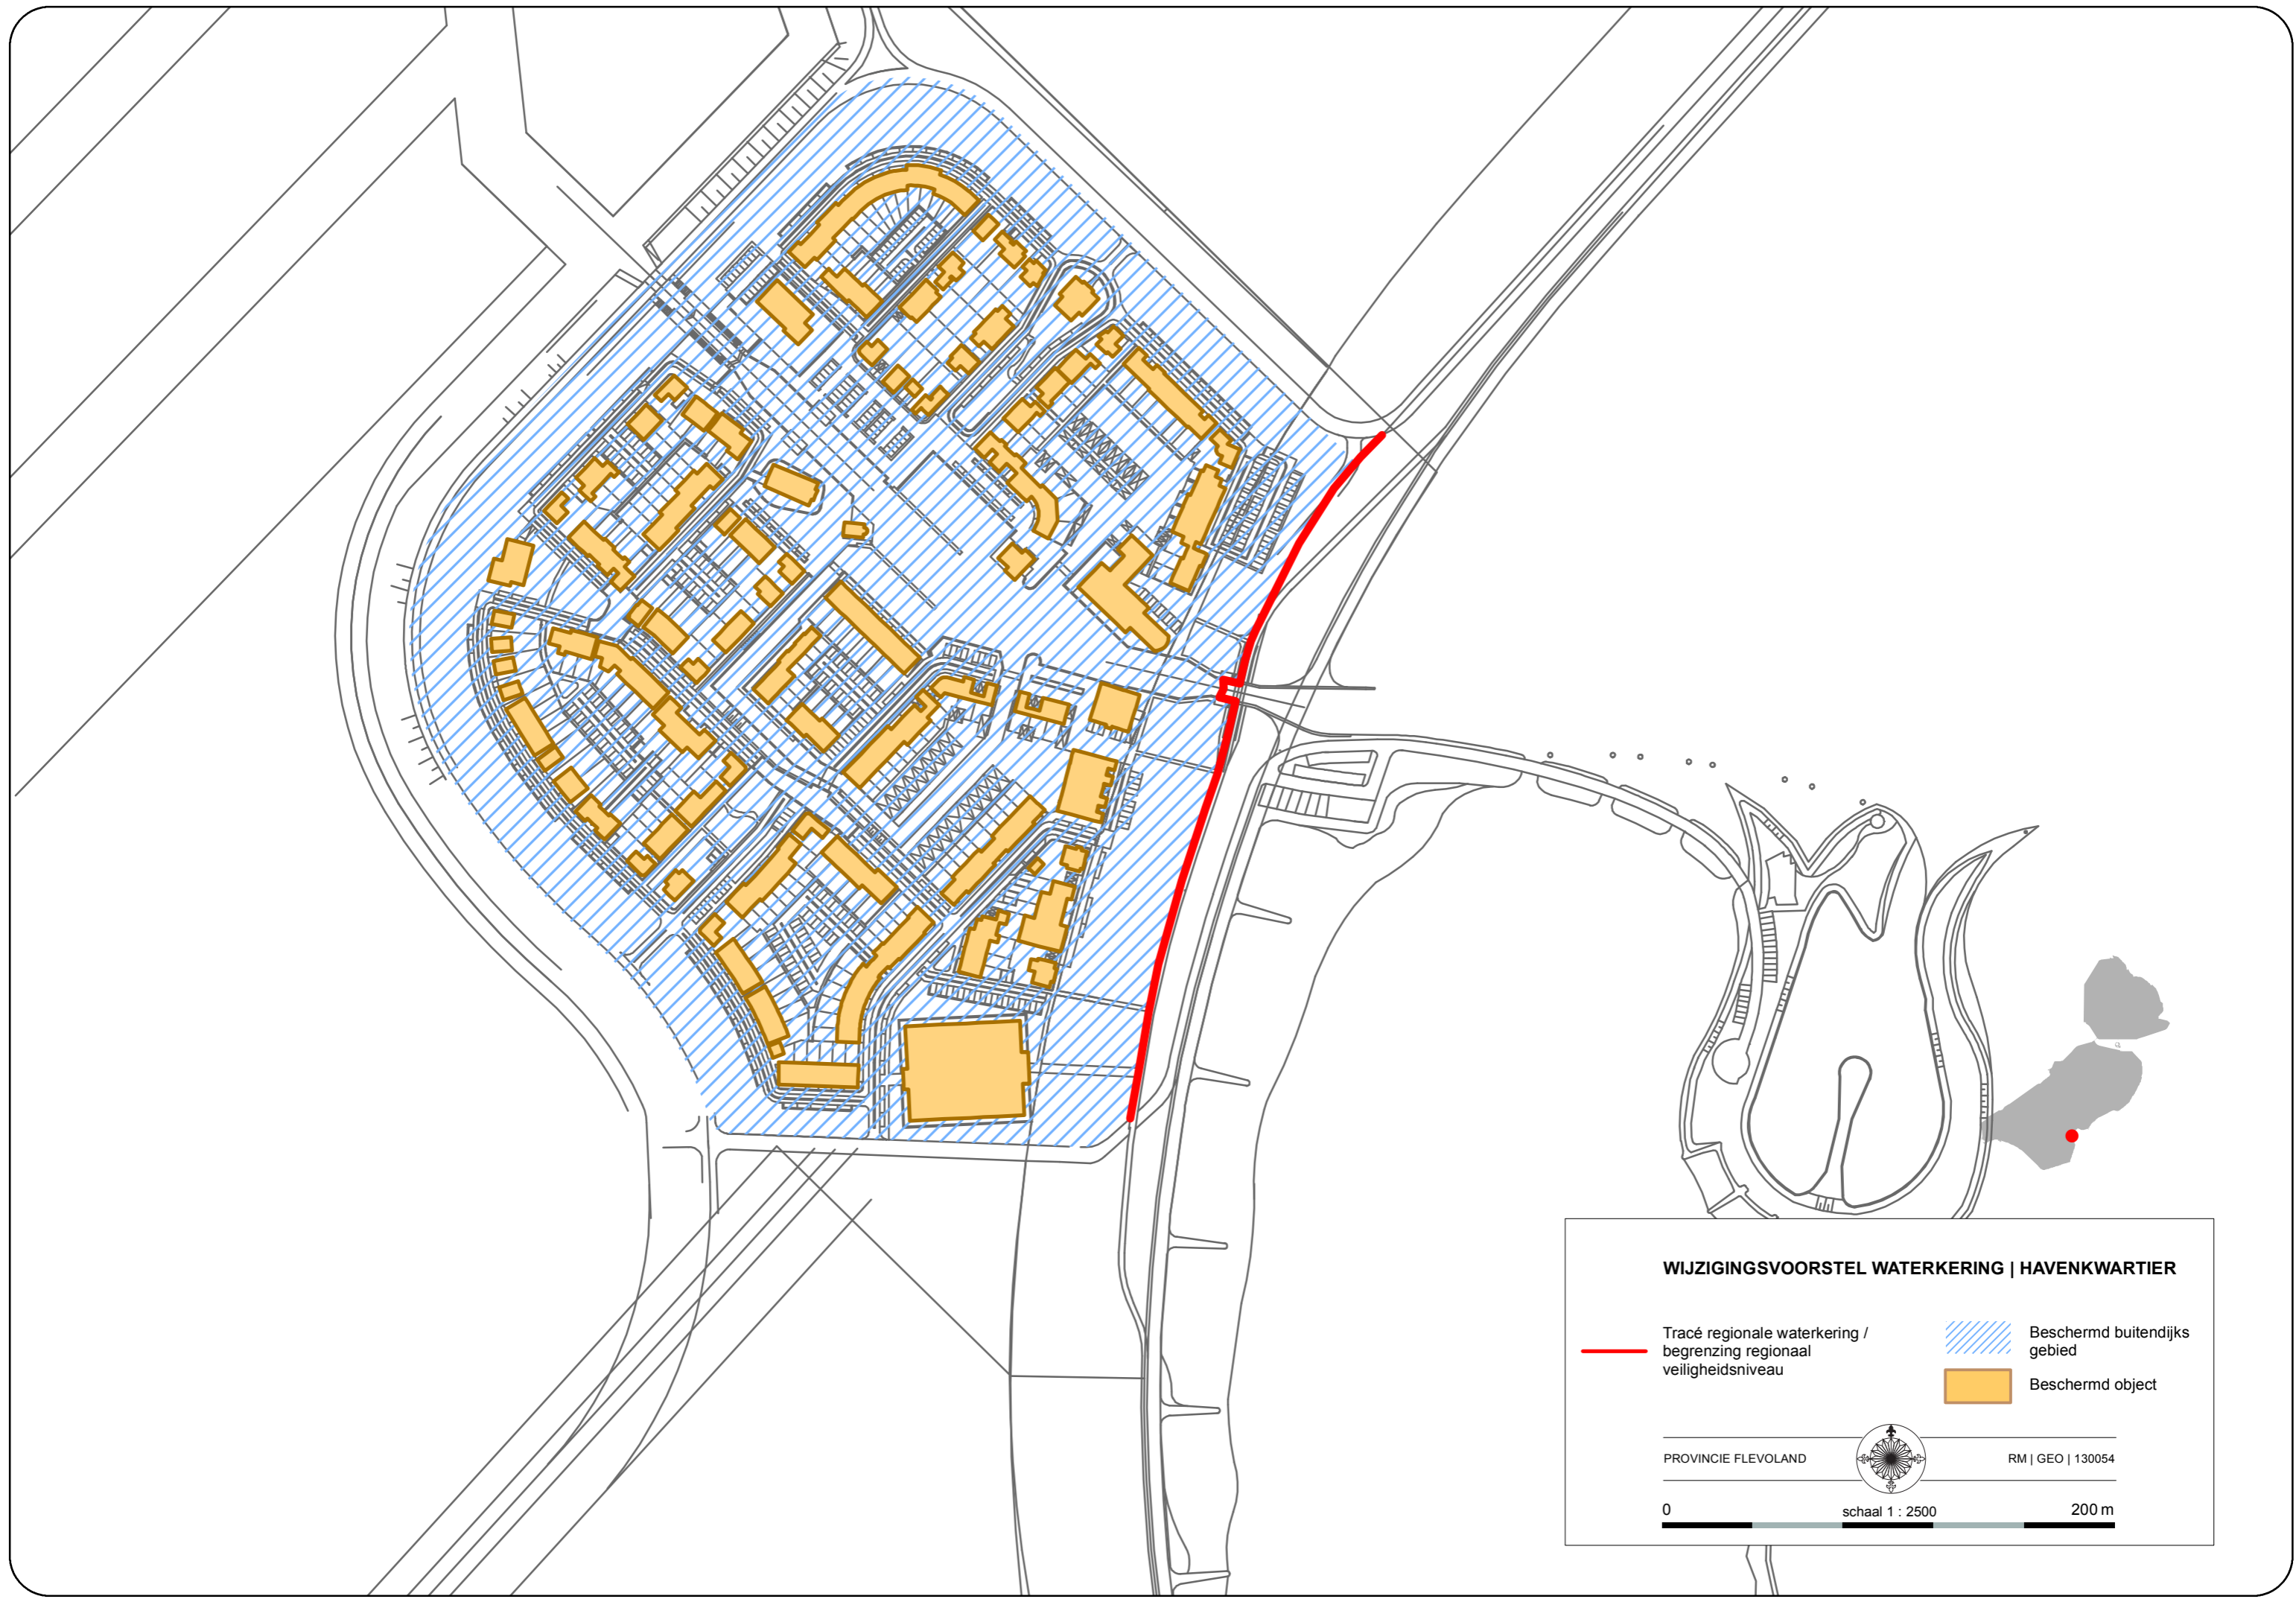 WIJZIGINGSVOORSTEL WATERKERING | HAVENKWARTIER
Tracé regionale waterkering /
begrenzing regionaal
veiligheidsniveau
Beschermd buitendijks
gebied
Beschermd object
PROVINCIE FLEVOLAND
RM | GEO | 130054
0
schaal 1 : 2500
200 m